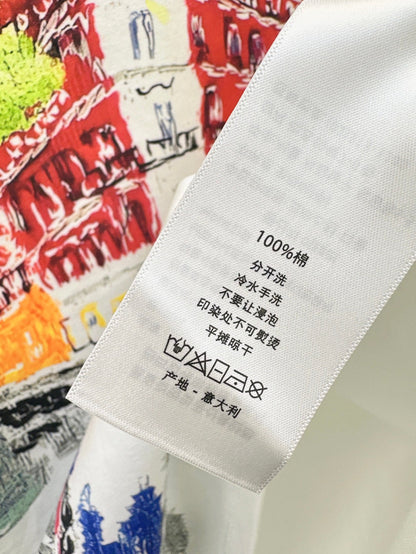 100%棉
分开洗
冷水手洗
不要让浸泡
印染处不可熨烫
平摊晾干
产地 - 意大利